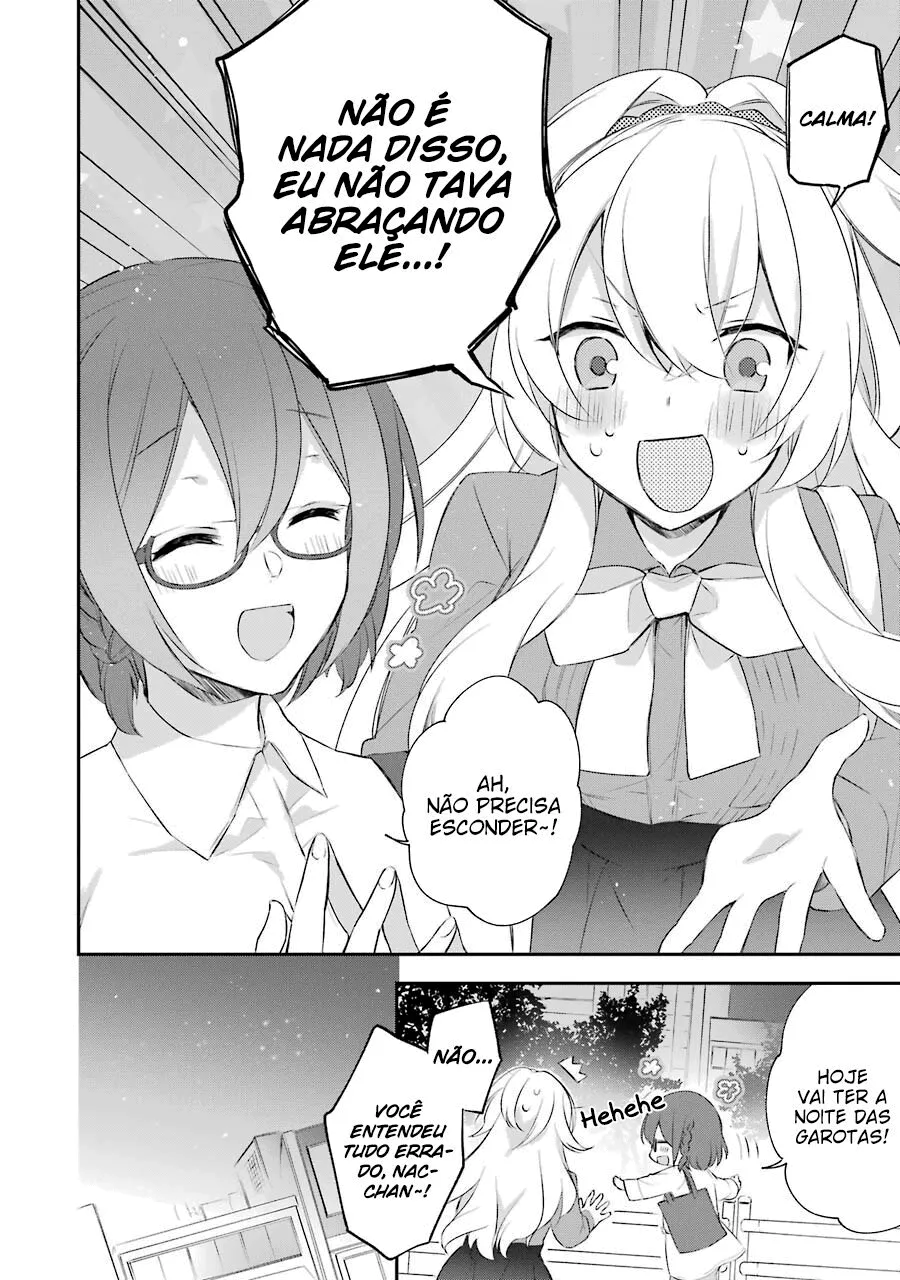 CALMA!
NÃO É
NADA DISSO,
EU NÃO TAVA
ABRAÇANDO
ELE...!
AH,
NÃO PRECISA
ESCONDER~!
HOJE
VAI TER A
NOITE DAS
GAROTAS!
Hehehe
NÃO...
VOCÊ
ENTENDEU
TUDO ERRA-
DO, NAC-
CHAN~!